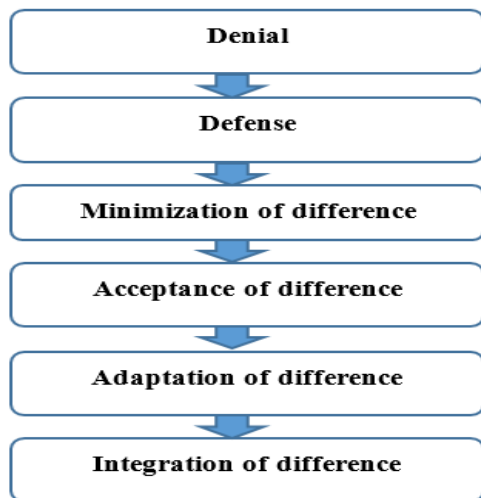 Denial
Defense
Minimization of difference
Acceptance of difference
Adaptation of difference
Integration of difference